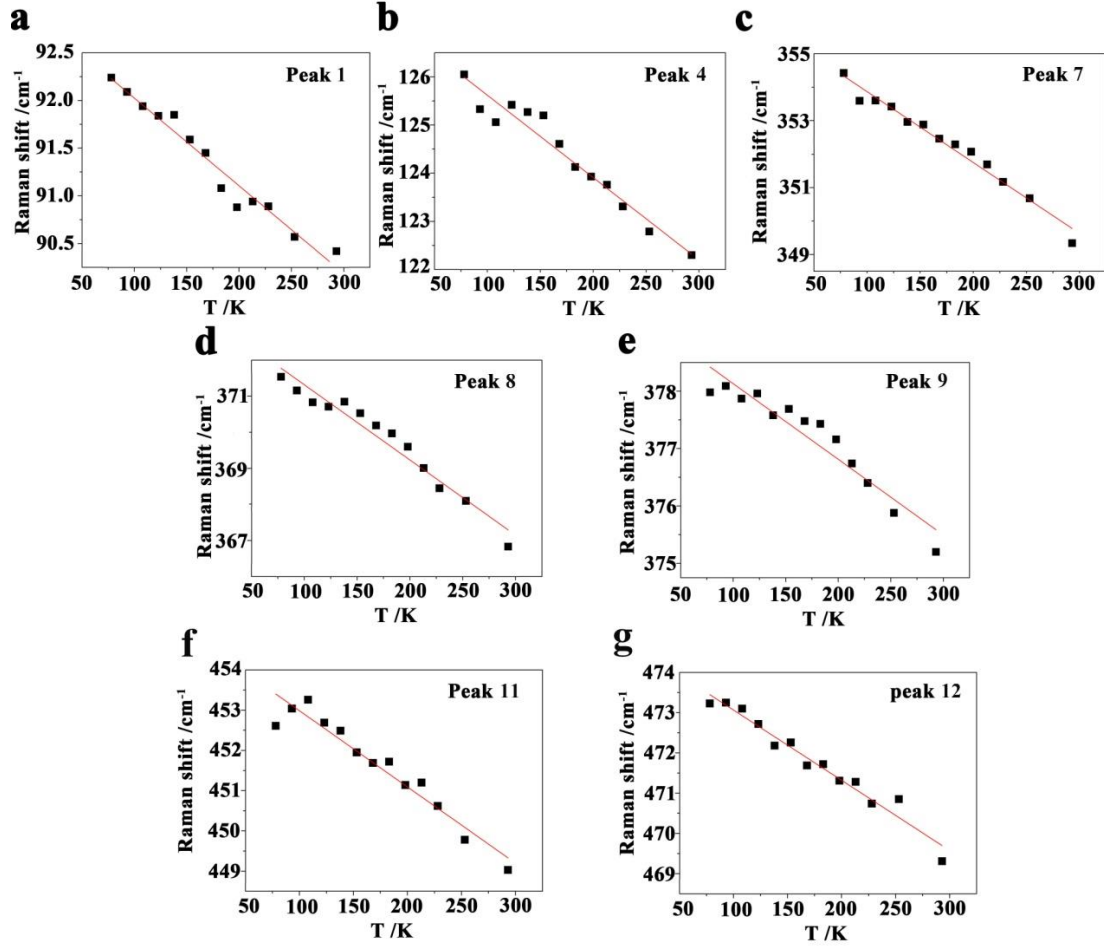 a
Peak 1
Raman shift /cm-1
92.5
92.0
91.5
91.0
90.5
50 100 150 200 250 300
T /K
b
Peak 4
Raman shift /cm-1
126
125
124
123
122
50 100 150 200 250 300
T /K
c
Peak 7
Raman shift /cm-1
355
353
351
349
50 100 150 200 250 300
T /K
d
Peak 8
Raman shift /cm-1
371
369
367
50 100 150 200 250 300
T /K
e
Peak 9
Raman shift /cm-1
378
377
376
375
50 100 150 200 250 300
T /K
f
Peak 11
Raman shift /cm-1
454
453
452
451
450
449
50 100 150 200 250 300
T /K
g
peak 12
Raman shift /cm-1
474
473
472
471
470
469
50 100 150 200 250 300
T /K